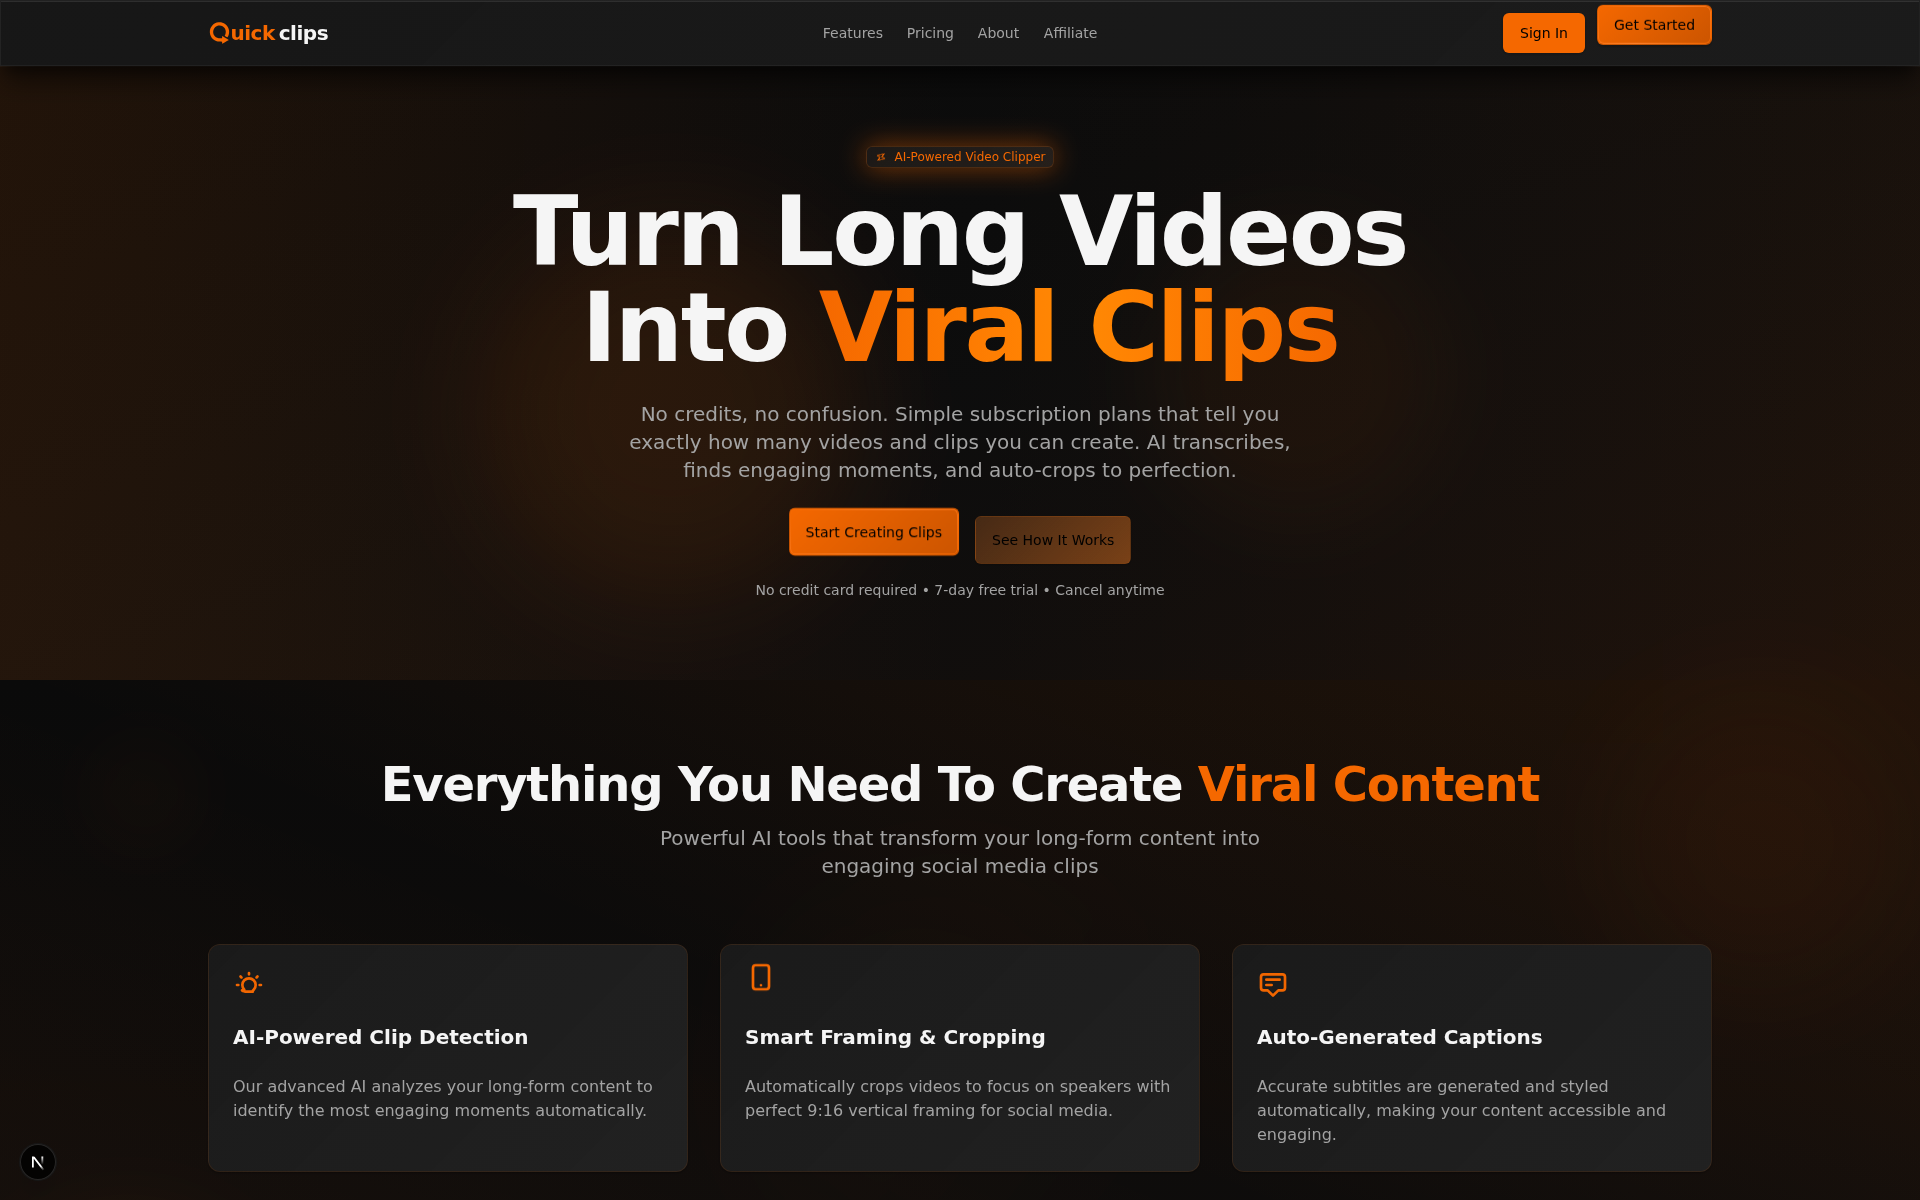 Quick clips
Features
Pricing
About
Affiliate
Sign In
Get Started
AI-Powered Video Clipper
Turn Long Videos
Into Viral Clips
No credits, no confusion. Simple subscription plans that tell you
exactly how many videos and clips you can create. AI transcribes,
finds engaging moments, and auto-crops to perfection.
Start Creating Clips
See How It Works
No credit card required • 7-day free trial • Cancel anytime
Everything You Need To Create Viral Content
Powerful AI tools that transform your long-form content into
engaging social media clips
AI-Powered Clip Detection
Our advanced AI analyzes your long-form content to
identify the most engaging moments automatically.
Smart Framing & Cropping
Automatically crops videos to focus on speakers with
perfect 9:16 vertical framing for social media.
Auto-Generated Captions
Accurate subtitles are generated and styled
automatically, making your content accessible and
engaging.
N